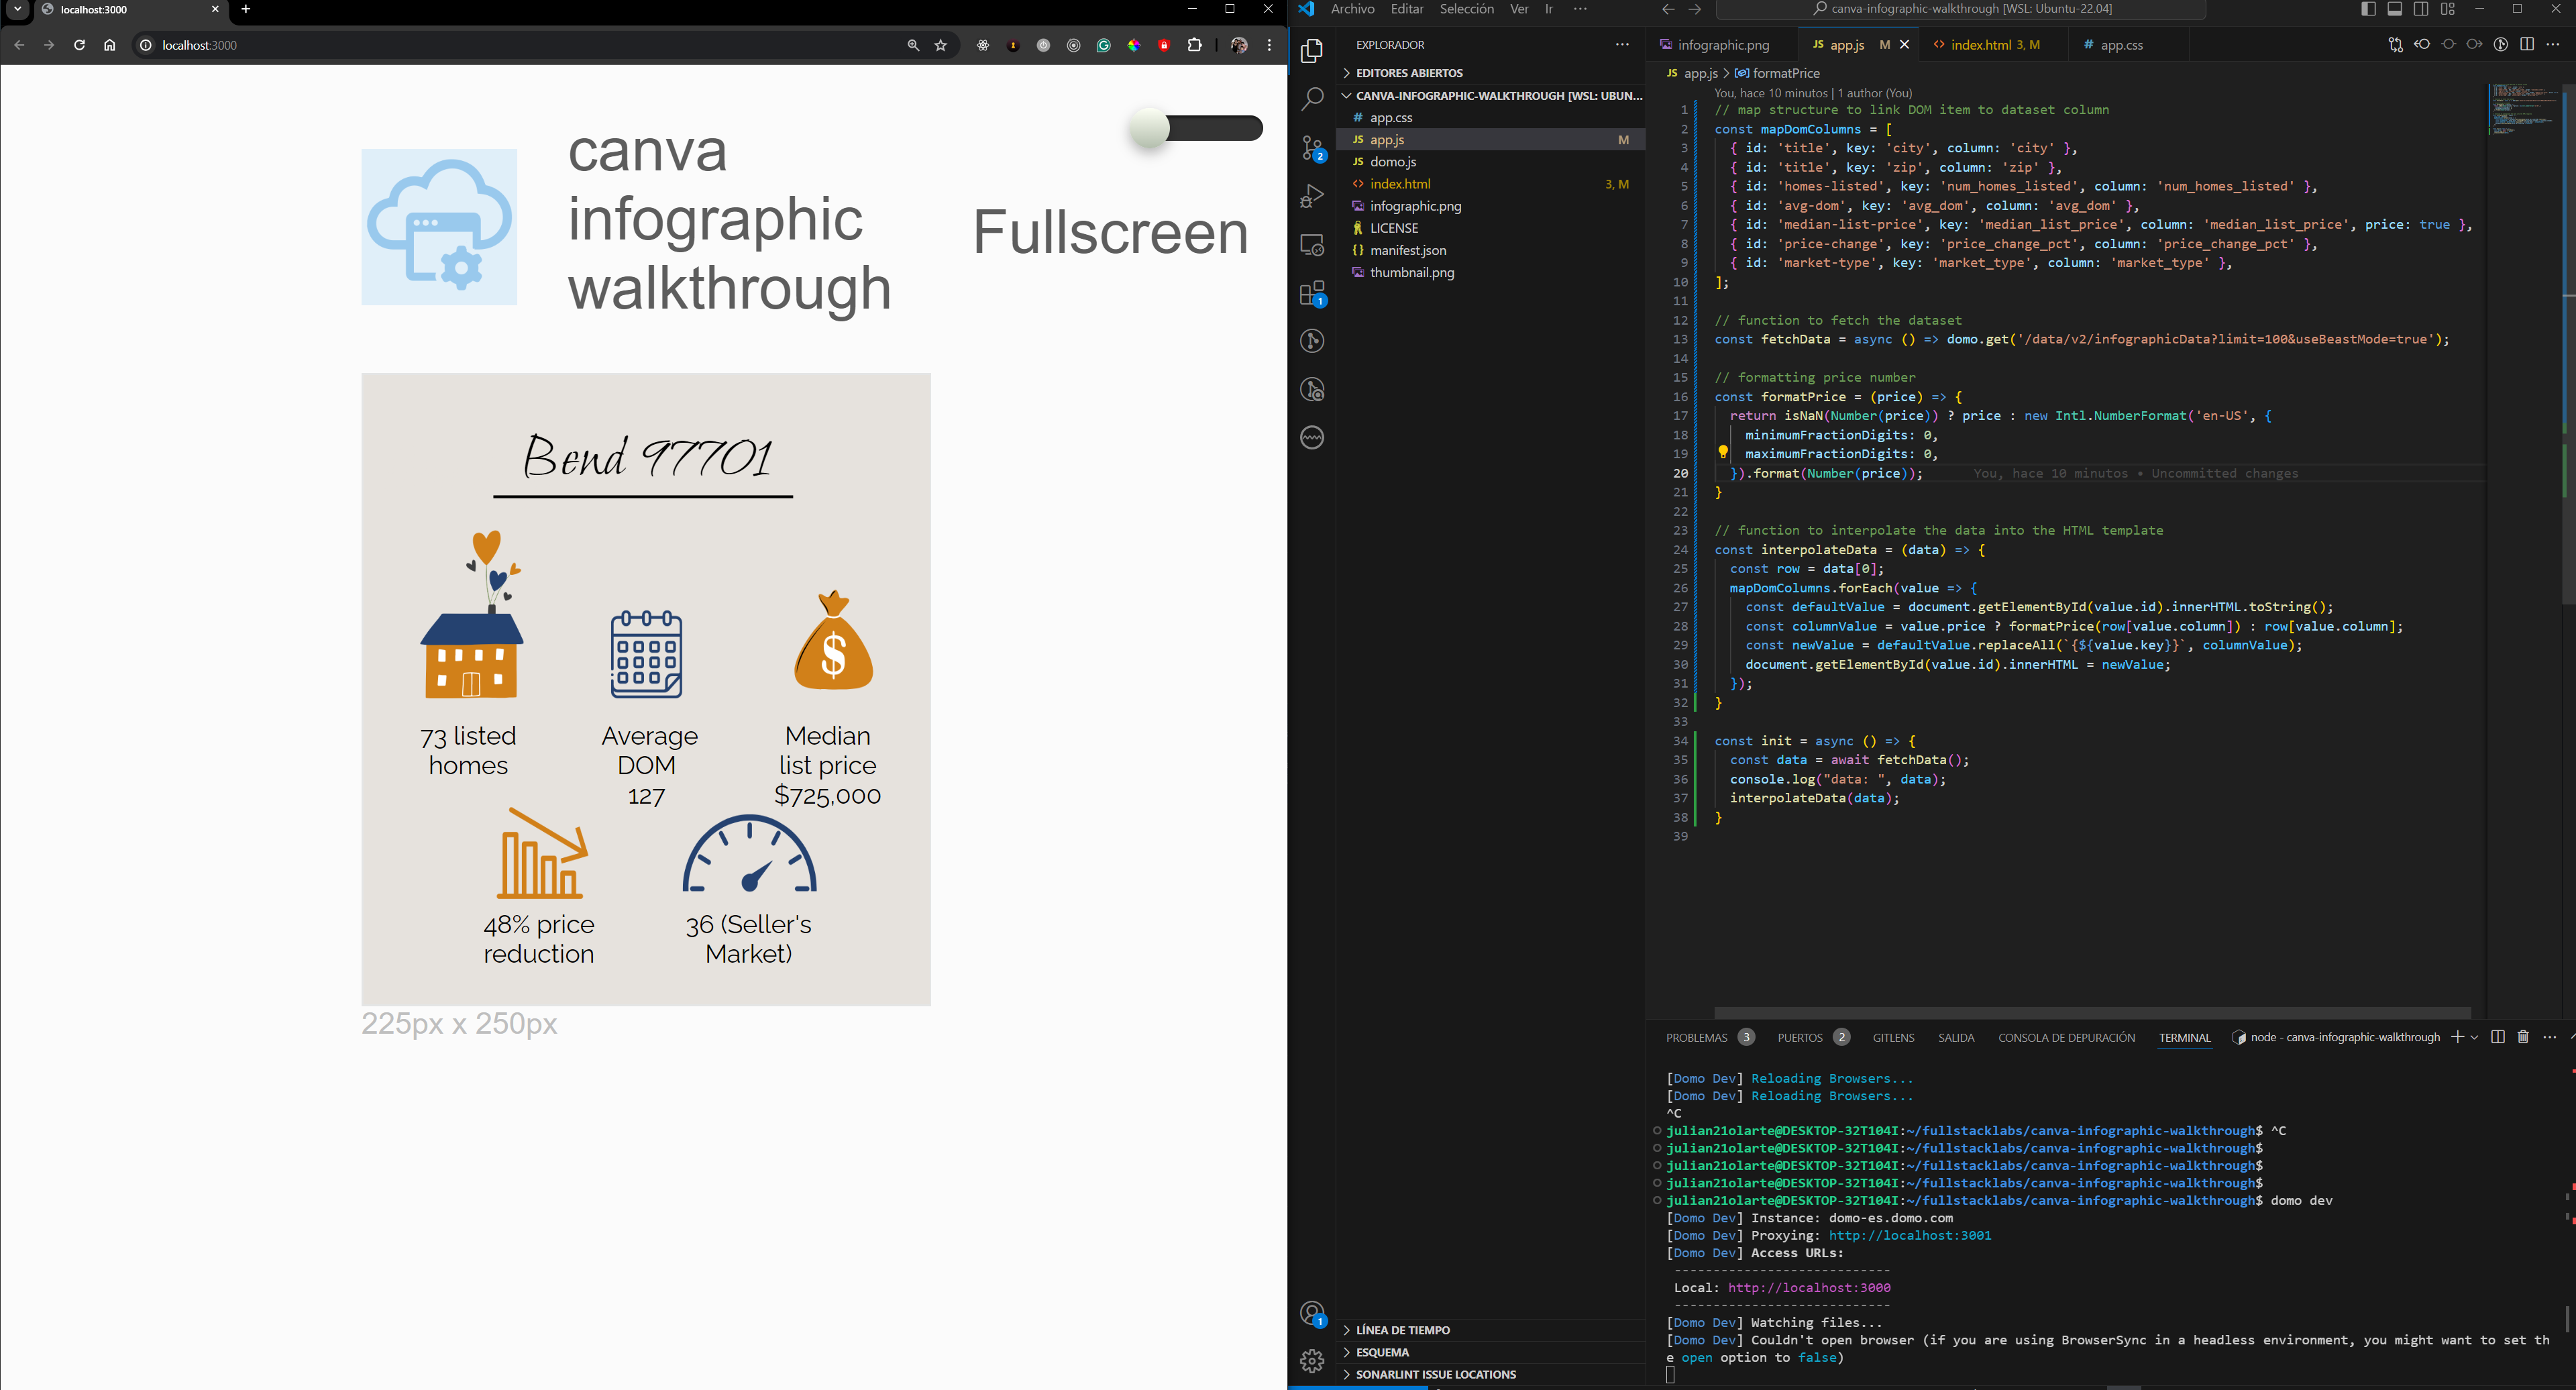 localhost:3000
localhost:3000
canva
infographic
walkthrough
Fullscreen
Bend 97701
$
73 listed
homes
Average
DOM
127
Median
list price
$725,000
48% price
reduction
36 (Seller's
Market)
225px x 250px
Archivo Editar Selección Ver Ir ···
canva-infographic-walkthrough [WSL: Ubuntu-22.04]
EXPLORADOR
EDITORES ABIERTOS
CANVA-INFOGRAPHIC-WALKTHROUGH [WSL: UBUN...
# app.css
JS app.js M
JS domo.js
<> index.html 3, M
infographic.png
LICENSE
{} manifest.json
thumbnail.png
2
1
1
LÍNEA DE TIEMPO
ESQUEMA
SONARLINT ISSUE LOCATIONS
infographic.png JS app.js M <> index.html 3, M # app.css
JS app.js > formatPrice
You, hace 10 minutos | 1 author (You)
1 // map structure to link DOM item to dataset column
2 const mapDomColumns = [
3 { id: 'title', key: 'city', column: 'city' },
4 { id: 'title', key: 'zip', column: 'zip' },
5 { id: 'homes-listed', key: 'num_homes_listed', column: 'num_homes_listed' },
6 { id: 'avg-dom', key: 'avg_dom', column: 'avg_dom' },
7 { id: 'median-list-price', key: 'median_list_price', column: 'median_list_price', price: true },
8 { id: 'price-change', key: 'price_change_pct', column: 'price_change_pct' },
9 { id: 'market-type', key: 'market_type', column: 'market_type' },
10 ];
11
12 // function to fetch the dataset
13 const fetchData = async () => domo.get('/data/v2/infographicData?limit=100&useBeastMode=true');
14
15 // formatting price number
16 const formatPrice = (price) => {
17 return isNaN(Number(price)) ? price : new Intl.NumberFormat('en-US', {
18 minimumFractionDigits: 0,
19 maximumFractionDigits: 0,
20 }).format(Number(price)); You, hace 10 minutos • Uncommitted changes
21 }
22
23 // function to interpolate the data into the HTML template
24 const interpolateData = (data) => {
25 const row = data[0];
26 mapDomColumns.forEach(value => {
27 const defaultValue = document.getElementById(value.id).innerHTML.toString();
28 const columnValue = value.price ? formatPrice(row[value.column]) : row[value.column];
29 const newValue = defaultValue.replaceAll(`{${value.key}}`, columnValue);
30 document.getElementById(value.id).innerHTML = newValue;
31 });
32 }
33
34 const init = async () => {
35 const data = await fetchData();
36 console.log("data: ", data);
37 interpolateData(data);
38 }
39
PROBLEMAS 3 PUERTOS 2 GITLENS SALIDA CONSOLA DE DEPURACIÓN TERMINAL node - canva-infographic-walkthrough
[Domo Dev] Reloading Browsers...
[Domo Dev] Reloading Browsers...
^C
julian21olarte@DESKTOP-32T104I:~/fullstacklabs/canva-infographic-walkthrough$ ^C
julian21olarte@DESKTOP-32T104I:~/fullstacklabs/canva-infographic-walkthrough$
julian21olarte@DESKTOP-32T104I:~/fullstacklabs/canva-infographic-walkthrough$
julian21olarte@DESKTOP-32T104I:~/fullstacklabs/canva-infographic-walkthrough$
julian21olarte@DESKTOP-32T104I:~/fullstacklabs/canva-infographic-walkthrough$ domo dev
[Domo Dev] Instance: domo-es.domo.com
[Domo Dev] Proxying: http://localhost:3001
[Domo Dev] Access URLs:
----------------------------
Local: http://localhost:3000
----------------------------
[Domo Dev] Watching files...
[Domo Dev] Couldn't open browser (if you are using BrowserSync in a headless environment, you might want to set th
e open option to false)